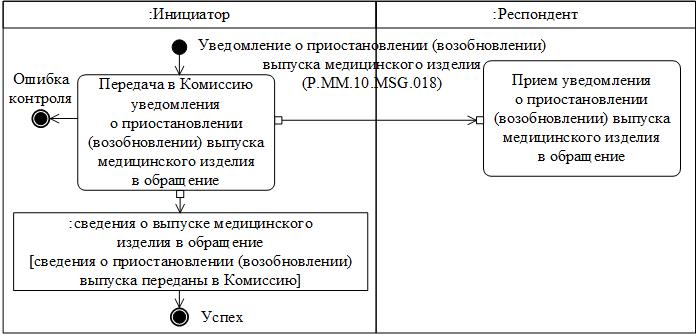 :Инициатор
:Респондент
Уведомление о приостановлении (возобновлении)
выпуска медицинского изделия
(P.MM.10.MSG.018)
Ошибка
контроля
Передача в Комиссию
уведомления
о приостановлении
(возобновлении) выпуска
медицинского изделия
в обращение
Прием уведомления
о приостановлении
(возобновлении) выпуска
медицинского изделия
в обращение
:сведения о выпуске медицинского
изделия в обращение
[сведения о приостановлении (возобновлении)
выпуска переданы в Комиссию]
Успех